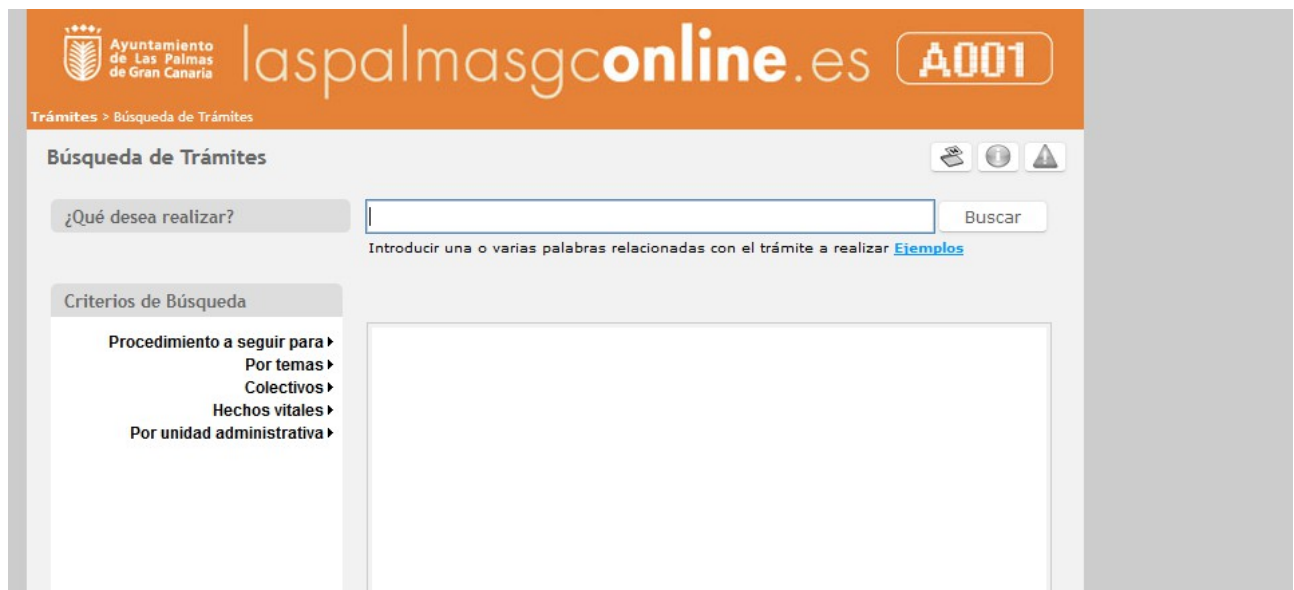 Ayuntamiento
de Las Palmas
de Gran Canaria
laspalmasgconline.es
A001
Trámites > Búsqueda de Trámites
Búsqueda de Trámites
¿Qué desea realizar?
Buscar
Introducir una o varias palabras relacionadas con el trámite a realizar Ejemplos
Criterios de Búsqueda
Procedimiento a seguir para
Por temas
Colectivos
Hechos vitales
Por unidad administrativa